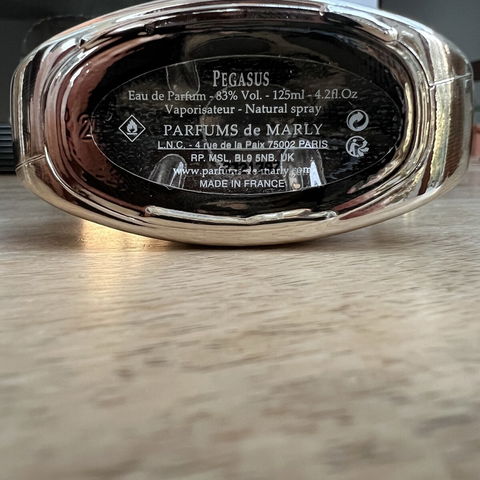 PEGASUS
Eau de Parfum - 83% Vol. - 125ml - 4.2fl.Oz
Vaporisateur - Natural spray
PARFUMS de MARLY
L.N.C. - 4 rue de la Paix 75002 PARIS
RP. MSL, BL9 5NB. UK
www.parfums-de-marly.com
MADE IN FRANCE